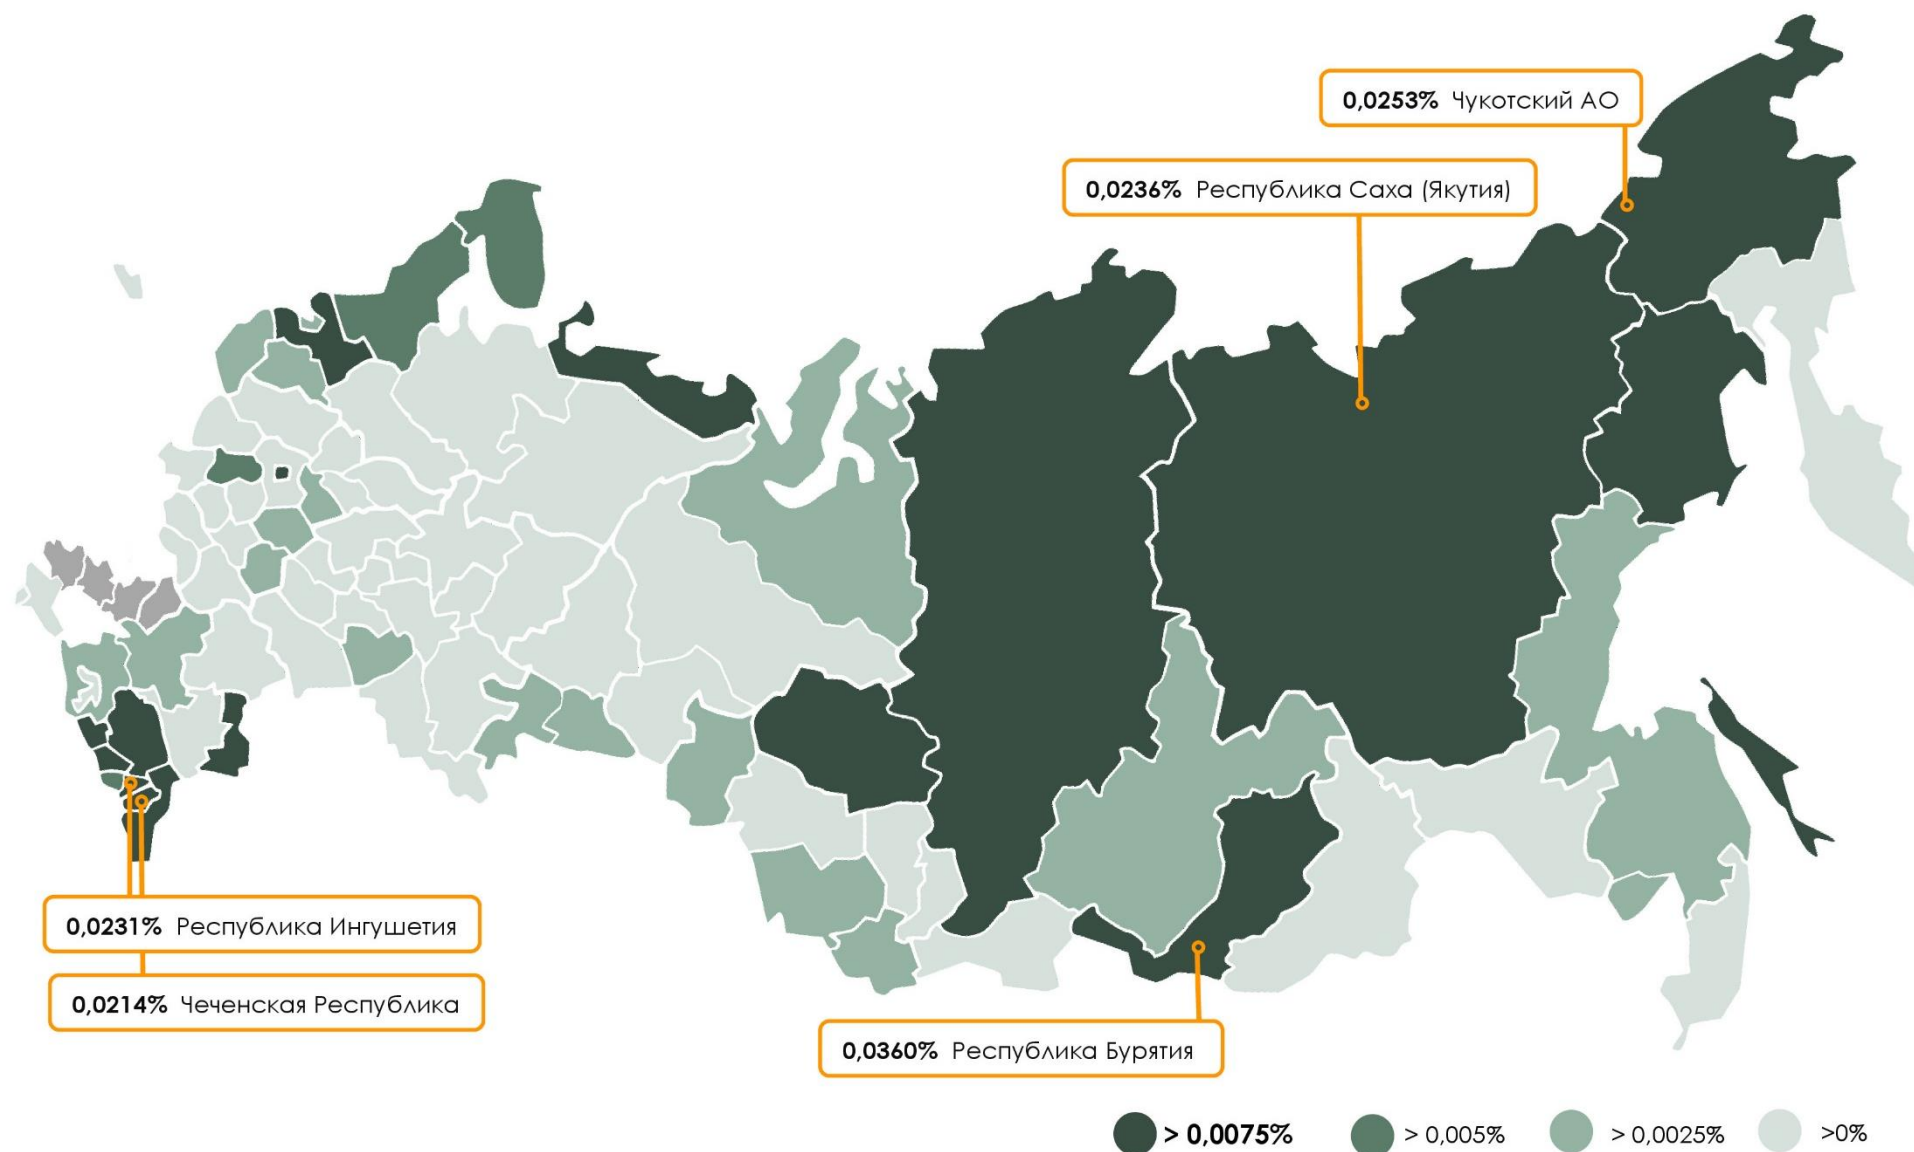 0,0253% Чукотский АО
0,0236% Республика Саха (Якутия)
0,0231% Республика Ингушетия
0,0214% Чеченская Республика
0,0360% Республика Бурятия
> 0,0075% > 0,005% > 0,0025% >0%